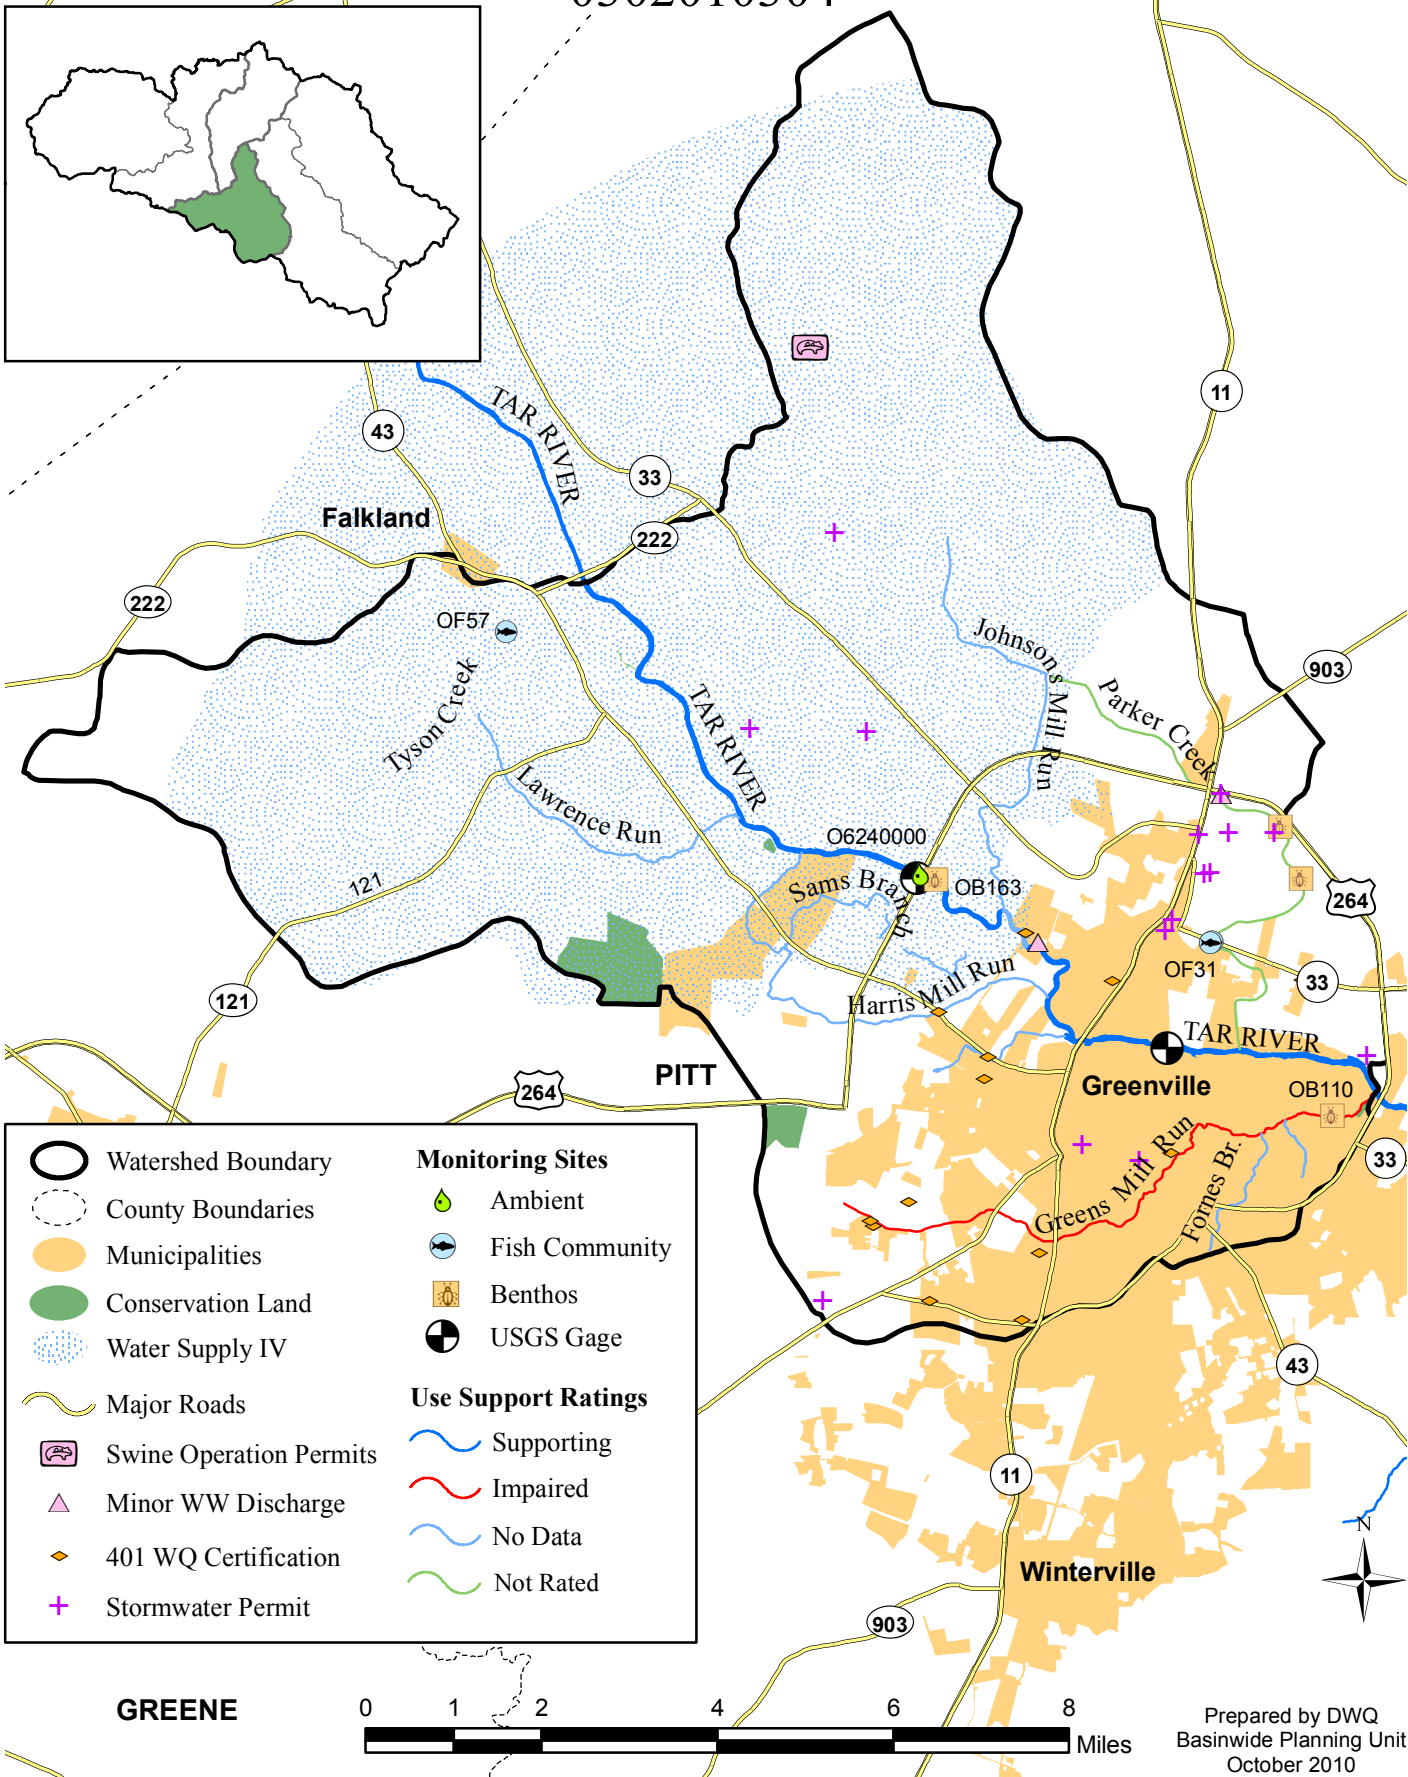 0302010304
TAR RIVER
43
33
11
Falkland
222
222
OF57
Johnsons Mill Run
903
Parker Creek
Tyson Creek
TAR RIVER
Lawrence Run
O6240000
121
Sams Branch
OB163
264
OF31
33
Harris Mill Run
121
TAR RIVER
PITT
264
Greenville
OB110
Greens Mill Run
Fornes Br.
33
43
11
Winterville
903
Watershed Boundary
County Boundaries
Municipalities
Conservation Land
Water Supply IV
Major Roads
Swine Operation Permits
Minor WW Discharge
401 WQ Certification
Stormwater Permit
Monitoring Sites
Ambient
Fish Community
Benthos
USGS Gage
Use Support Ratings
Supporting
Impaired
No Data
Not Rated
N
GREENE
0 1 2 4 6 8
Miles
Prepared by DWQ
Basinwide Planning Unit
October 2010